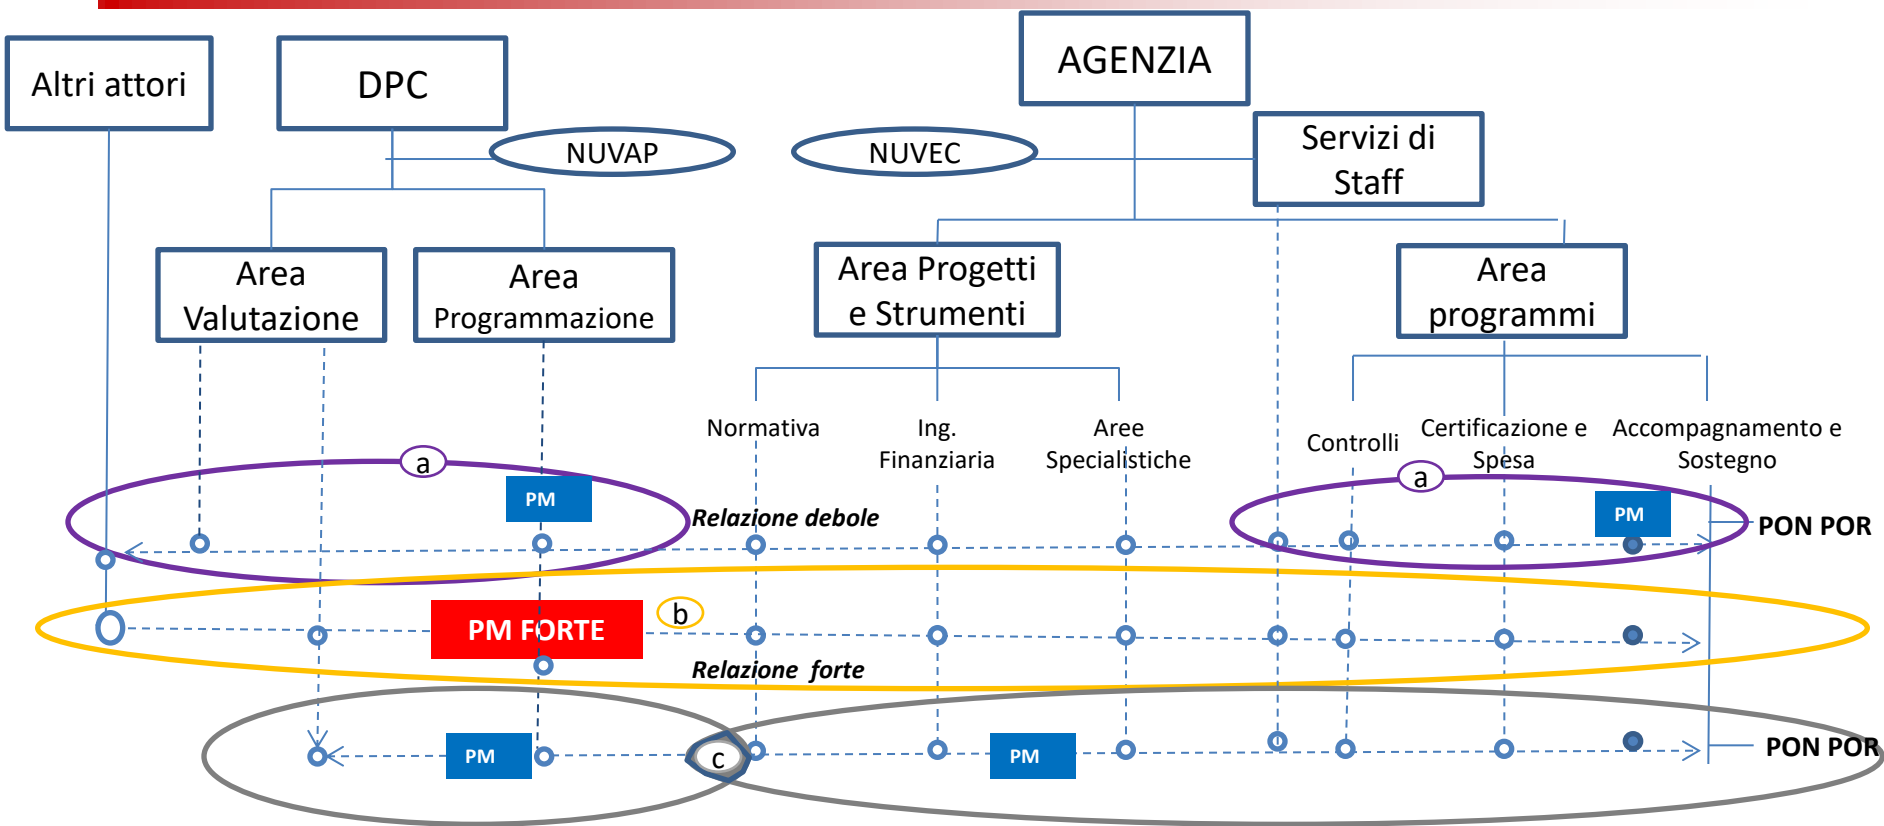 Altri attori
DPC
AGENZIA
NUVAP
NUVEC
Servizi di
Staff
Area
Valutazione
Area
Programmazione
Area Progetti
e Strumenti
Area
programmi
Normativa
Ing.
Finanziaria
Aree
Specialistiche
Controlli
Certificazione e
Spesa
Accompagnamento e
Sostegno
a
a
PM
Relazione debole
PM
PON POR
PM FORTE
b
Relazione forte
PM
c
PM
PON POR